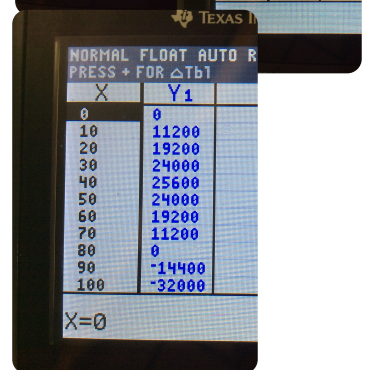 TEXAS
NORMAL FLOAT AUTO R
PRESS + FOR △Tbl
X Y1
0 0
10 11200
20 19200
30 24000
40 25600
50 24000
60 19200
70 11200
80 0
90 -14400
100 -32000
X=0